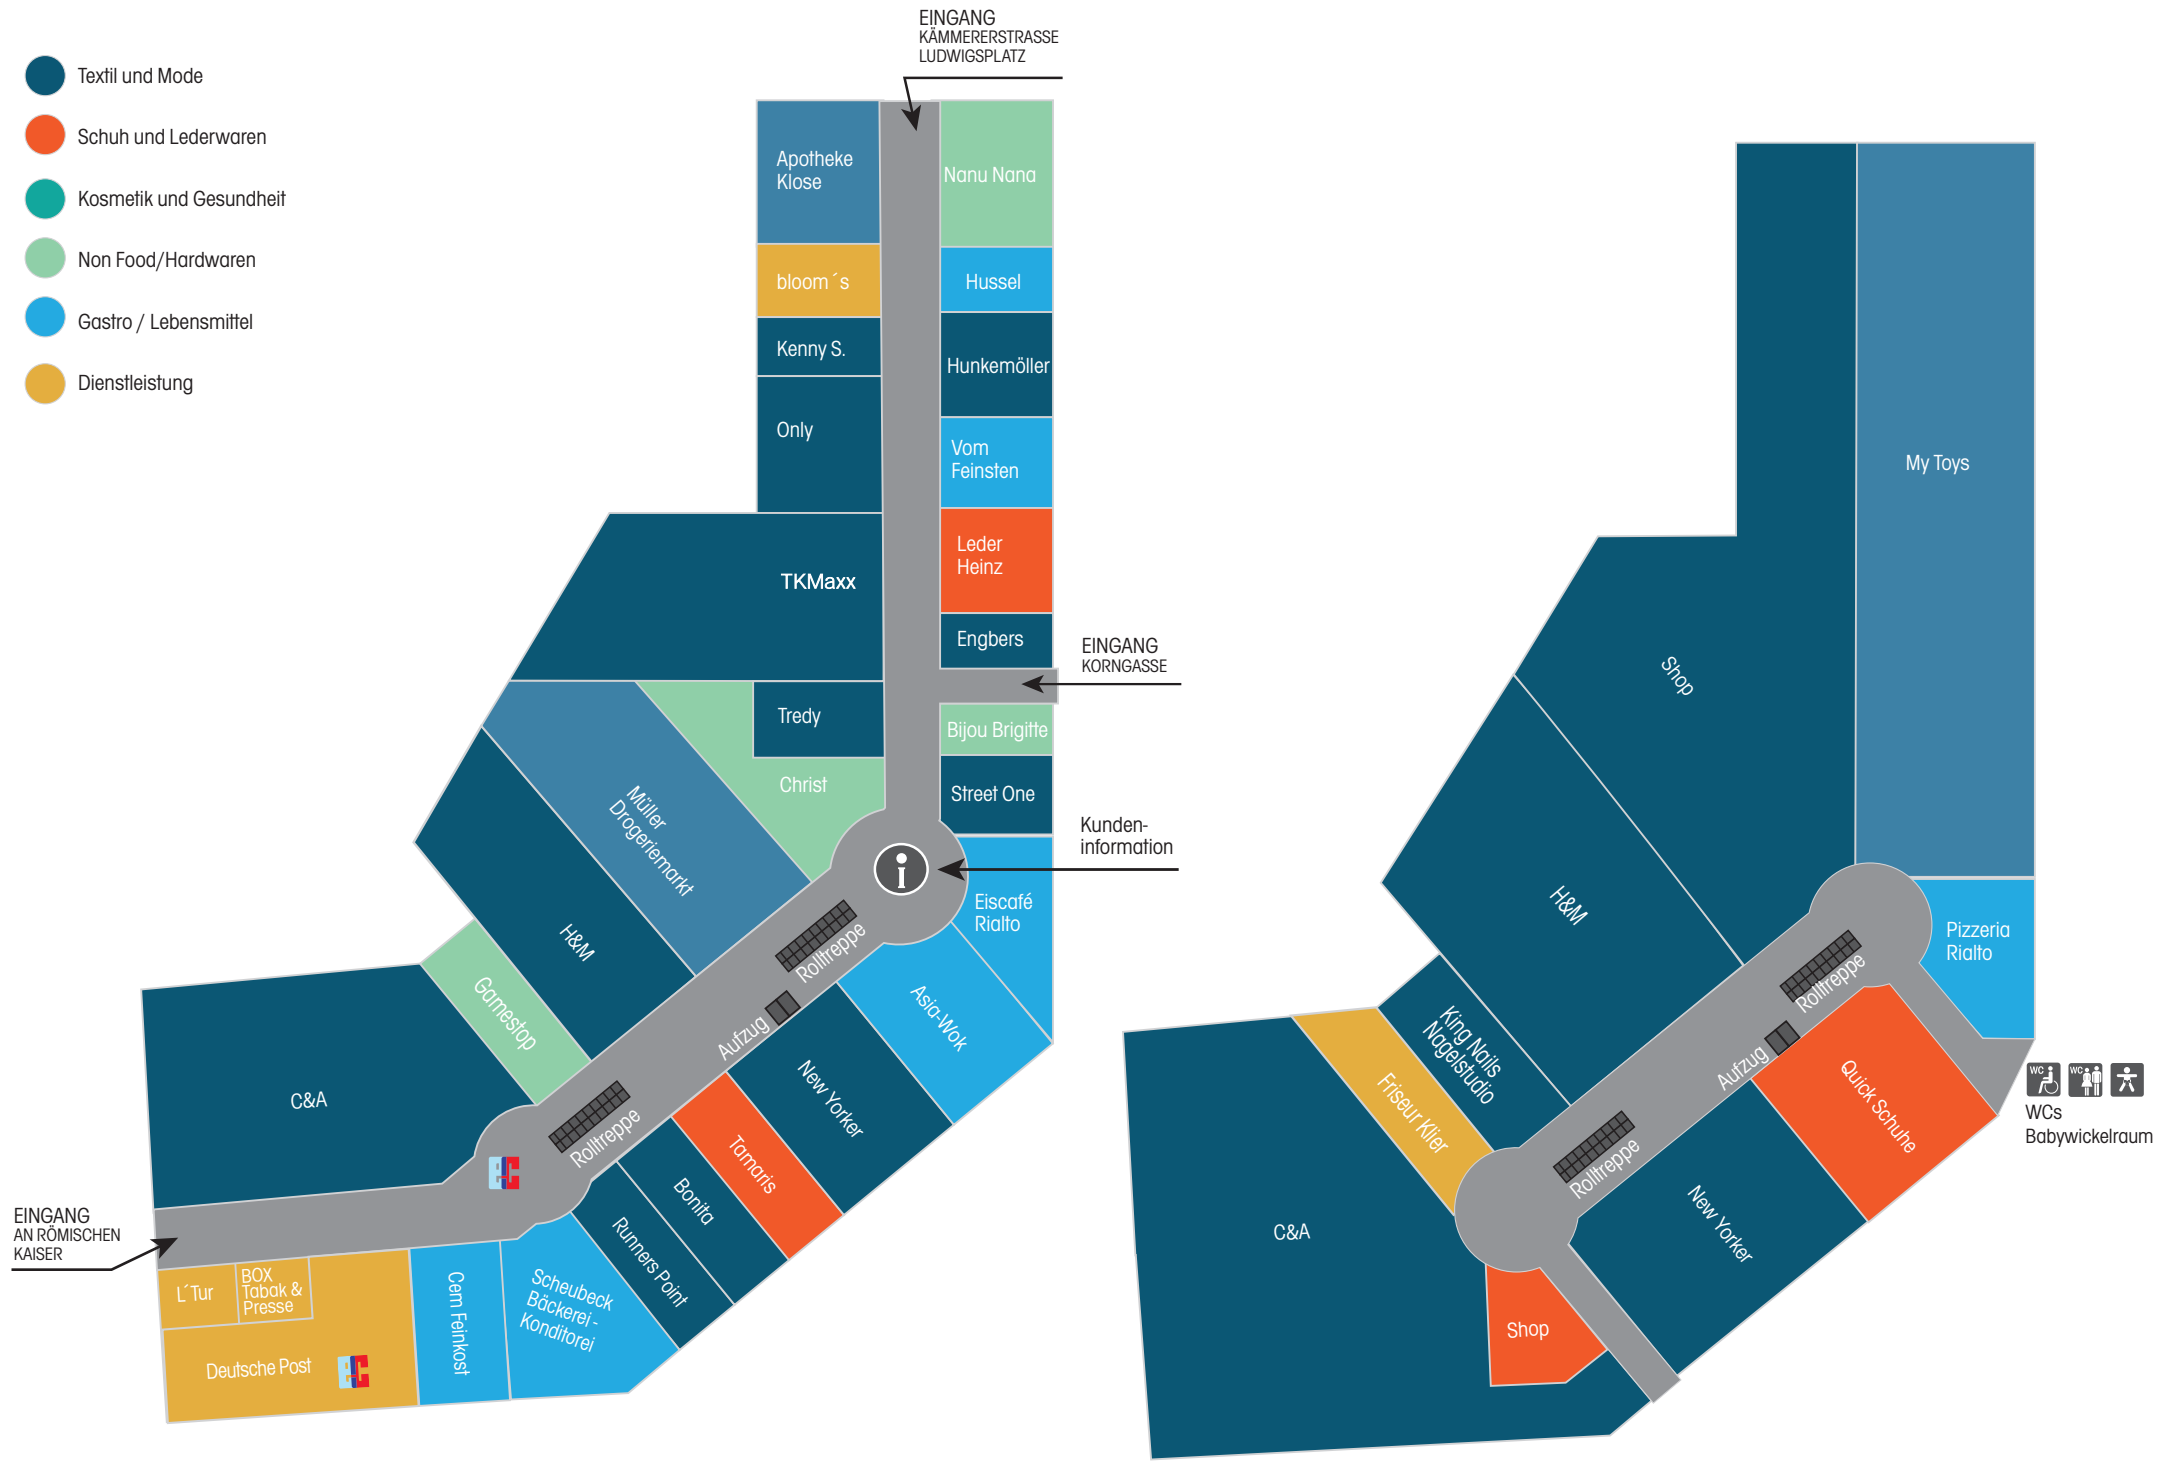 Textil und Mode
Schuh und Lederwaren
Kosmetik und Gesundheit
Non Food/Hardwaren
Gastro / Lebensmittel
Dienstleistung
EINGANG
KÄMMERERSTRASSE
LUDWIGSPLATZ
Apotheke
Klose
Nanu Nana
bloom´s
Hussel
Kenny S.
Hunkemöller
Only
Vom
Feinsten
Leder
Heinz
TKMaxx
Engbers
EINGANG
KORNGASSE
Tredy
Bijou Brigitte
Christ
Street One
Kunden-
information
Müller
Drogeriemarkt
Eiscafé
Rialto
H&M
Rolltreppe
Asia-Wok
Gamestop
Aufzug
New Yorker
C&A
Rolltreppe
Tamaris
Bonita
Runners Point
EC
EINGANG
AN RÖMISCHEN
KAISER
L´Tur
BOX
Tabak &
Presse
Deutsche Post
EC
Cem Feinkost
Scheubeck
Bäckerei -
Konditorei
My Toys
Shop
H&M
Pizzeria
Rialto
Rolltreppe
King Nails
Nagelstudio
Aufzug
Quick Schuhe
Friseur Klier
WC
WC
WCs
Babywickelraum
Rolltreppe
New Yorker
C&A
Shop